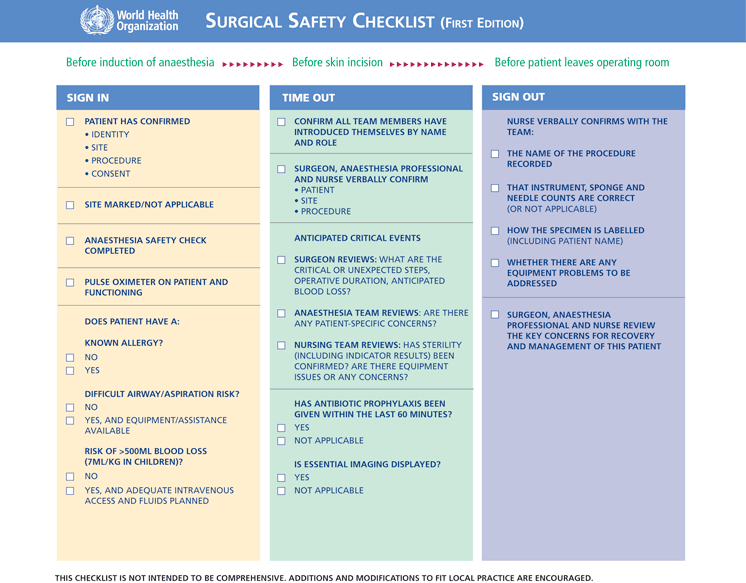 World Health
Organization
SURGICAL SAFETY CHECKLIST (FIRST EDITION)
Before induction of anaesthesia
Before skin incision
Before patient leaves operating room
SIGN IN
PATIENT HAS CONFIRMED
• IDENTITY
• SITE
• PROCEDURE
• CONSENT
SITE MARKED/NOT APPLICABLE
ANAESTHESIA SAFETY CHECK
COMPLETED
PULSE OXIMETER ON PATIENT AND
FUNCTIONING
DOES PATIENT HAVE A:
KNOWN ALLERGY?
NO
YES
DIFFICULT AIRWAY/ASPIRATION RISK?
NO
YES, AND EQUIPMENT/ASSISTANCE
AVAILABLE
RISK OF >500ML BLOOD LOSS
(7ML/KG IN CHILDREN)?
NO
YES, AND ADEQUATE INTRAVENOUS
ACCESS AND FLUIDS PLANNED
TIME OUT
CONFIRM ALL TEAM MEMBERS HAVE
INTRODUCED THEMSELVES BY NAME
AND ROLE
SURGEON, ANAESTHESIA PROFESSIONAL
AND NURSE VERBALLY CONFIRM
• PATIENT
• SITE
• PROCEDURE
ANTICIPATED CRITICAL EVENTS
SURGEON REVIEWS: WHAT ARE THE
CRITICAL OR UNEXPECTED STEPS,
OPERATIVE DURATION, ANTICIPATED
BLOOD LOSS?
ANAESTHESIA TEAM REVIEWS: ARE THERE
ANY PATIENT-SPECIFIC CONCERNS?
NURSING TEAM REVIEWS: HAS STERILITY
(INCLUDING INDICATOR RESULTS) BEEN
CONFIRMED? ARE THERE EQUIPMENT
ISSUES OR ANY CONCERNS?
HAS ANTIBIOTIC PROPHYLAXIS BEEN
GIVEN WITHIN THE LAST 60 MINUTES?
YES
NOT APPLICABLE
IS ESSENTIAL IMAGING DISPLAYED?
YES
NOT APPLICABLE
SIGN OUT
NURSE VERBALLY CONFIRMS WITH THE
TEAM:
THE NAME OF THE PROCEDURE
RECORDED
THAT INSTRUMENT, SPONGE AND
NEEDLE COUNTS ARE CORRECT
(OR NOT APPLICABLE)
HOW THE SPECIMEN IS LABELLED
(INCLUDING PATIENT NAME)
WHETHER THERE ARE ANY
EQUIPMENT PROBLEMS TO BE
ADDRESSED
SURGEON, ANAESTHESIA
PROFESSIONAL AND NURSE REVIEW
THE KEY CONCERNS FOR RECOVERY
AND MANAGEMENT OF THIS PATIENT
THIS CHECKLIST IS NOT INTENDED TO BE COMPREHENSIVE. ADDITIONS AND MODIFICATIONS TO FIT LOCAL PRACTICE ARE ENCOURAGED.